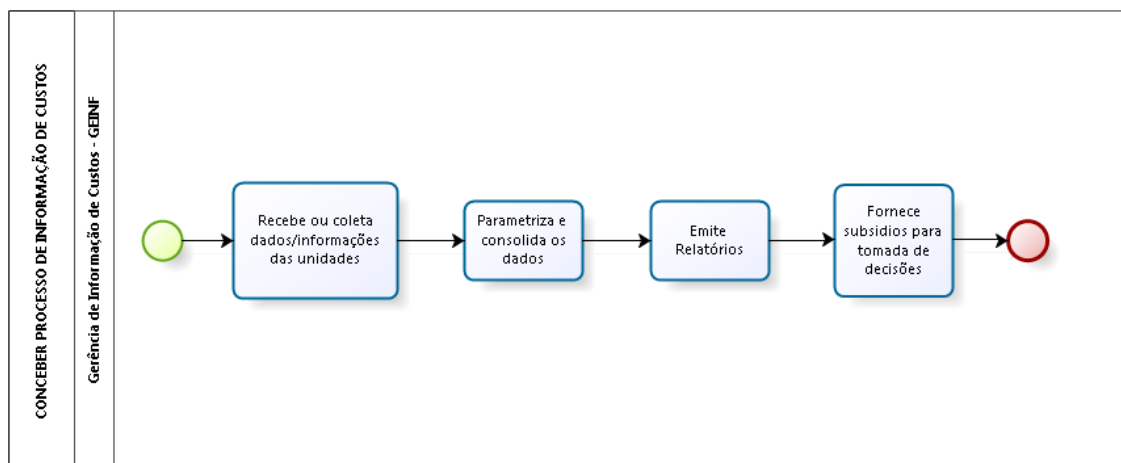 CONCEBER PROCESSO DE INFORMAÇÃO DE CUSTOS
Gerência de Informação de Custos - GEINF
Recebe ou coleta
dados/informações
das unidades
Parametriza e
consolida os
dados
Emite
Relatórios
Fornece
subsidios para
tomada de
decisões